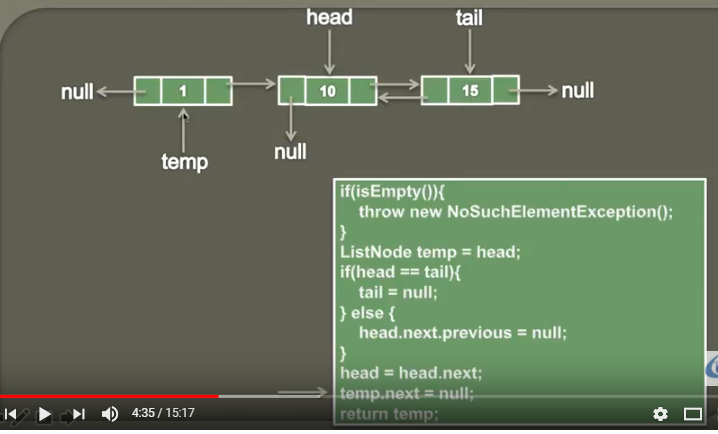 head
tail
null
1
10
15
null
temp
null
if(isEmpty()){
throw new NoSuchElementException();
}
ListNode temp = head;
if(head == tail){
tail = null;
} else {
head.next.previous = null;
}
head = head.next;
temp.next = null;
return temp;
4:35 / 15:17